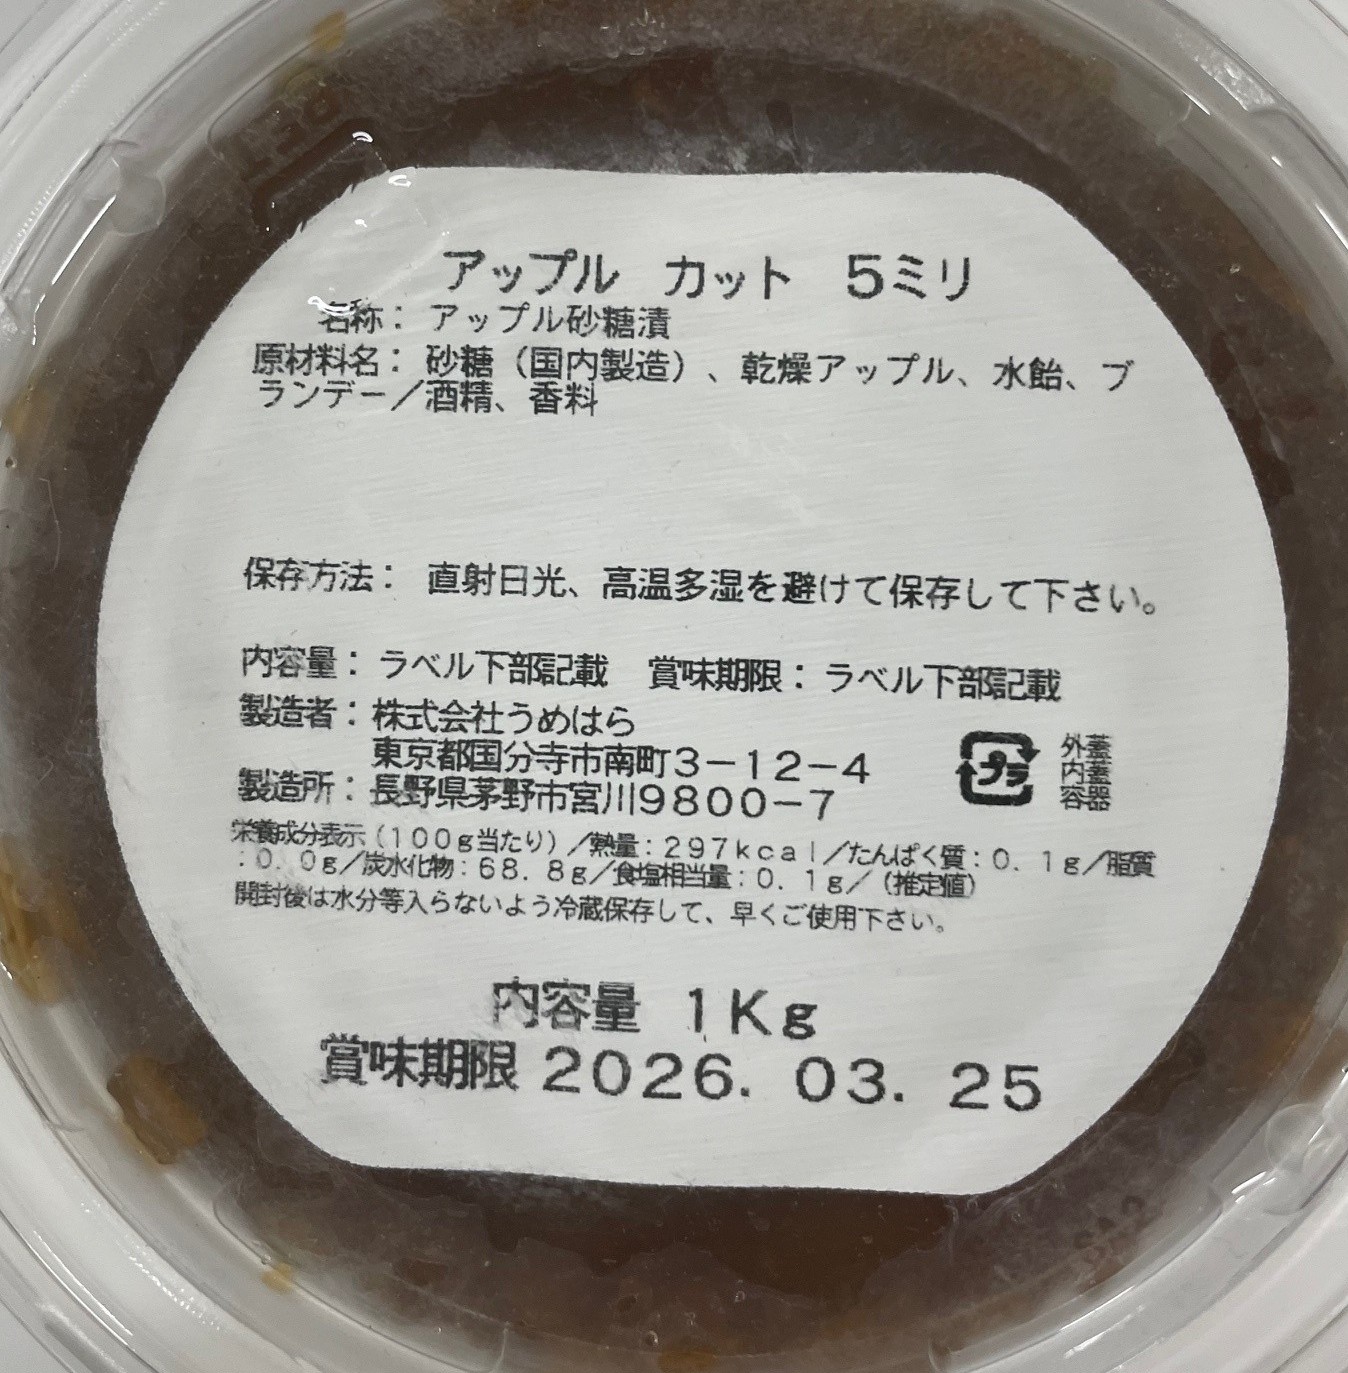 アップル　カット　5ミリ
名称：アップル砂糖漬
原材料名：砂糖（国内製造）、乾燥アップル、水飴、ブ
ランデー／酒精、香料
保存方法：直射日光、高温多湿を避けて保存して下さい。
内容量：ラベル下部記載　賞味期限：ラベル下部記載
製造者：株式会社うめはら
東京都国分寺市南町3－12－4
製造所：長野県茅野市宮川9800－7
プラ
外蓋
内蓋
容器
栄養成分表示（100g当たり）／熱量：297kcal／たんぱく質：0.1g／脂質
：0.0g／炭水化物：68.8g／食塩相当量：0.1g／（推定値）
開封後は水分等入らないよう冷蔵保存して、早くご使用下さい。
内容量　1Kg
賞味期限 2026.03.25